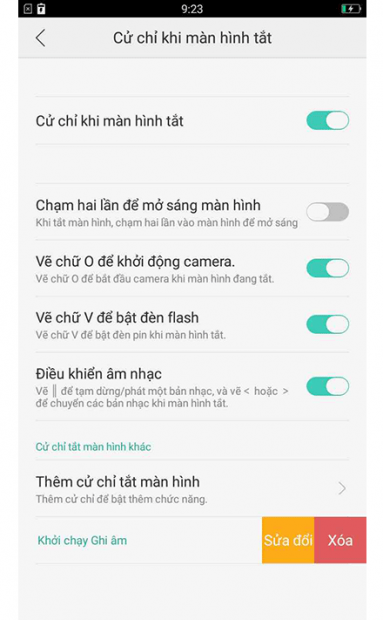 9:23
Cử chỉ khi màn hình tắt
Cử chỉ khi màn hình tắt
Chạm hai lần để mở sáng màn hình
Khi tắt màn hình, chạm hai lần vào màn hình để mở sáng
Vẽ chữ O để khởi động camera.
Vẽ chữ O để bắt đầu camera khi màn hình đang tắt.
Vẽ chữ V để bật đèn flash
Vẽ chữ V để bật đèn pin khi màn hình tắt.
Điều khiển âm nhạc
Vẽ || để tạm dừng/phát một bản nhạc, và vẽ < hoặc >
để chuyển các bản nhạc khi màn hình tắt.
Cử chỉ tắt màn hình khác
Thêm cử chỉ tắt màn hình
Thêm cử chỉ để bật thêm chức năng.
Khởi chạy Ghi âm Sửa đổi Xóa